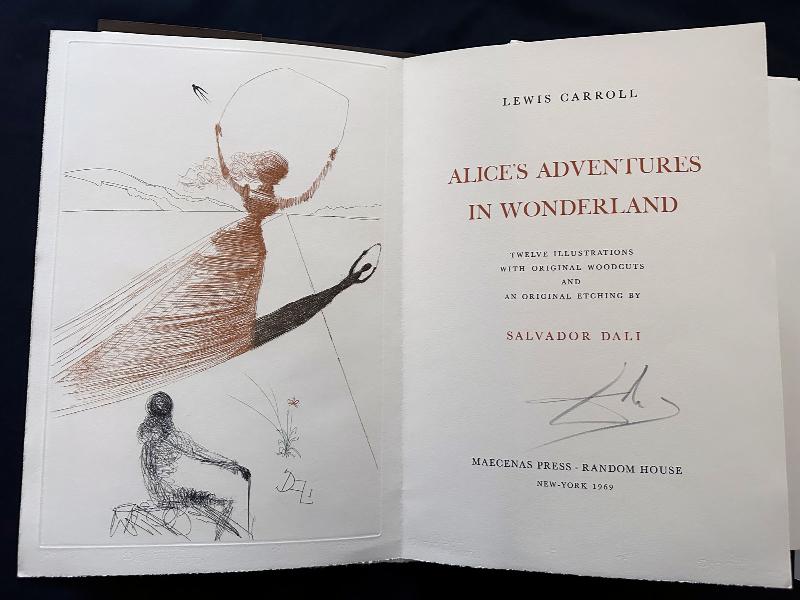 DALI
LEWIS CARROLL
ALICE'S ADVENTURES
IN WONDERLAND
TWELVE ILLUSTRATIONS
WITH ORIGINAL WOODCUTS
AND
AN ORIGINAL ETCHING BY
SALVADOR DALI
MAECENAS PRESS - RANDOM HOUSE
NEW-YORK 1969